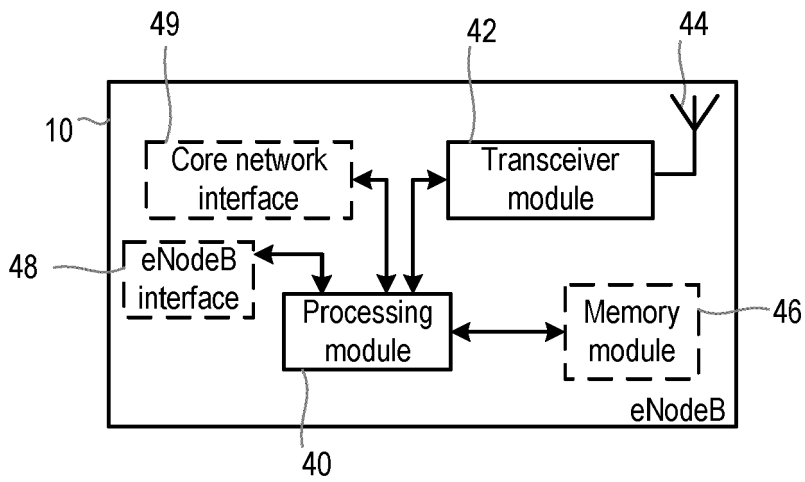 49
42
44
10
Core network
interface
Transceiver
module
48
eNodeB
interface
Processing
module
Memory
module
46
eNodeB
40